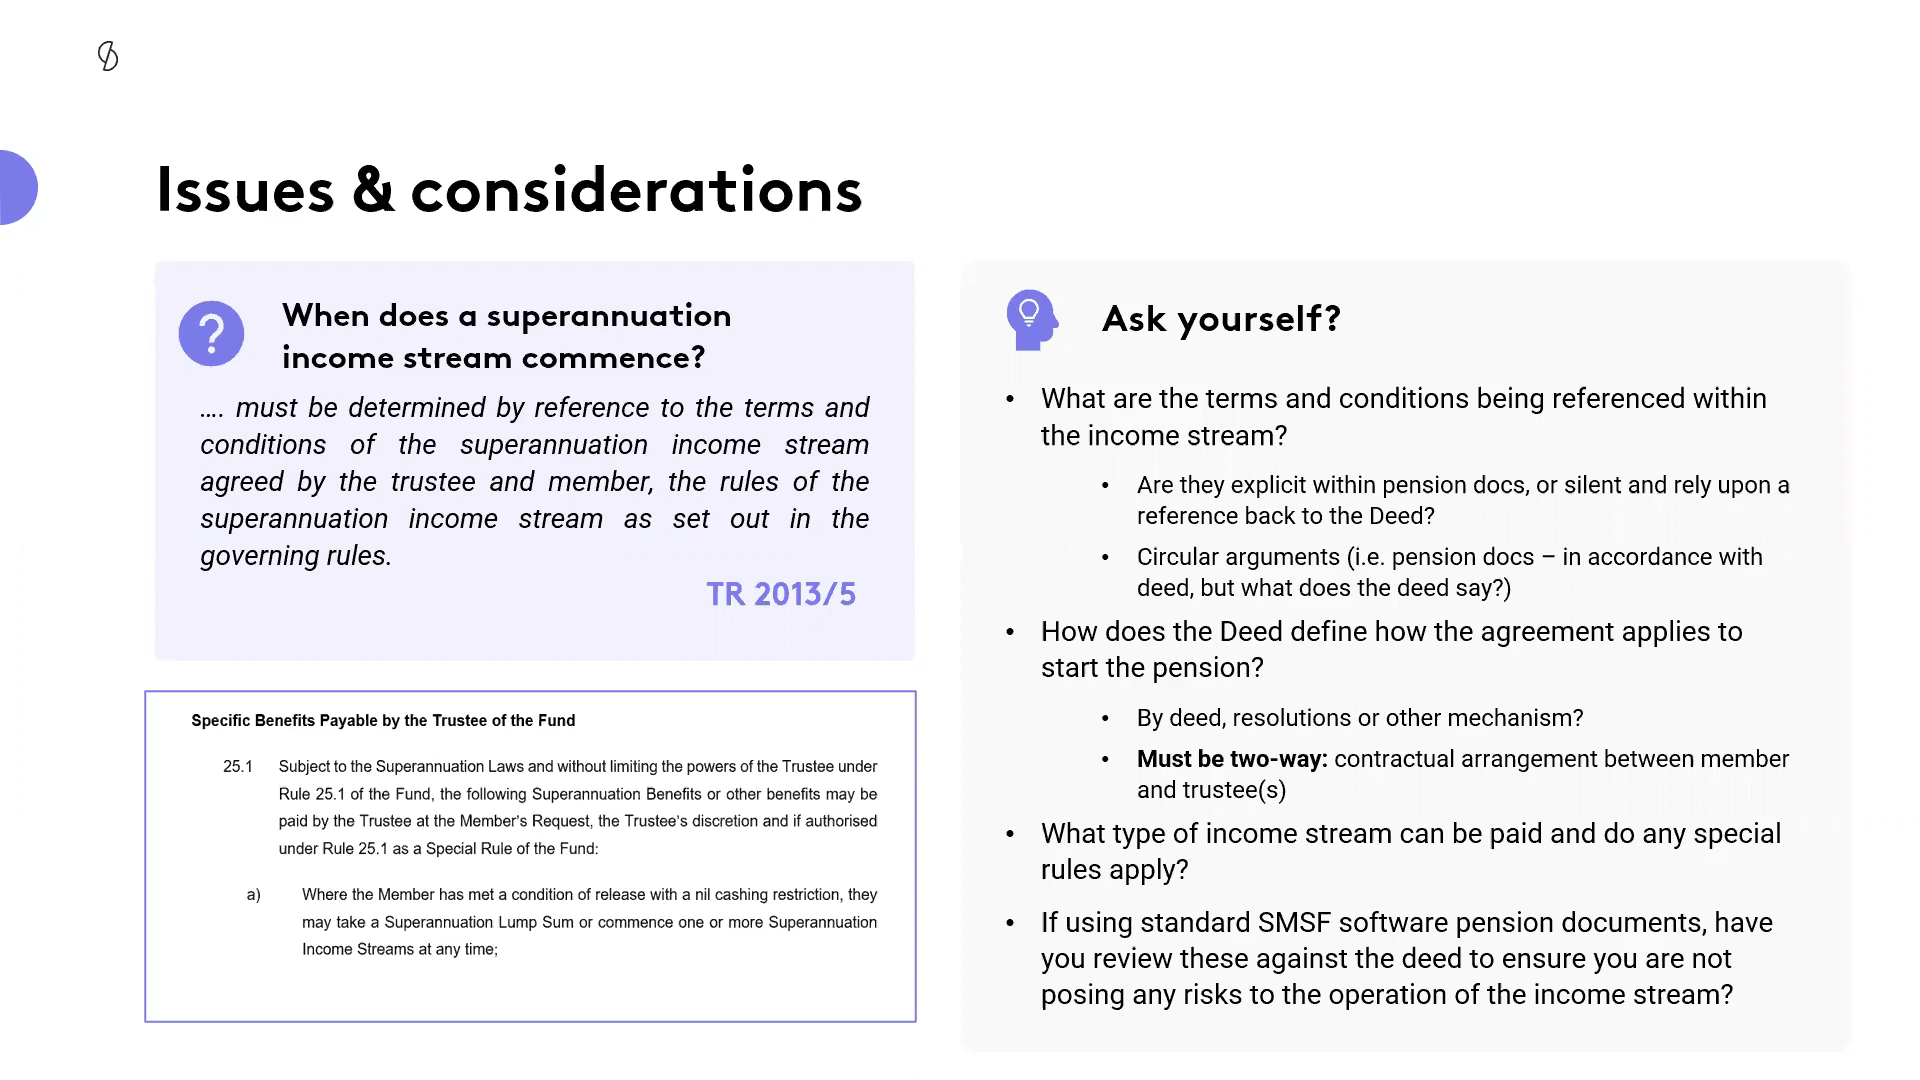 Issues & considerations
When does a superannuation
income stream commence?
…. must be determined by reference to the terms and
conditions of the superannuation income stream
agreed by the trustee and member, the rules of the
superannuation income stream as set out in the
governing rules.
TR 2013/5
Specific Benefits Payable by the Trustee of the Fund
25.1 Subject to the Superannuation Laws and without limiting the powers of the Trustee under
Rule 25.1 of the Fund, the following Superannuation Benefits or other benefits may be
paid by the Trustee at the Member's Request, the Trustee's discretion and if authorised
under Rule 25.1 as a Special Rule of the Fund:
a) Where the Member has met a condition of release with a nil cashing restriction, they
may take a Superannuation Lump Sum or commence one or more Superannuation
Income Streams at any time;
Ask yourself?
• What are the terms and conditions being referenced within
the income stream?
• Are they explicit within pension docs, or silent and rely upon a
reference back to the Deed?
• Circular arguments (i.e. pension docs – in accordance with
deed, but what does the deed say?)
• How does the Deed define how the agreement applies to
start the pension?
• By deed, resolutions or other mechanism?
• Must be two-way: contractual arrangement between member
and trustee(s)
• What type of income stream can be paid and do any special
rules apply?
• If using standard SMSF software pension documents, have
you review these against the deed to ensure you are not
posing any risks to the operation of the income stream?